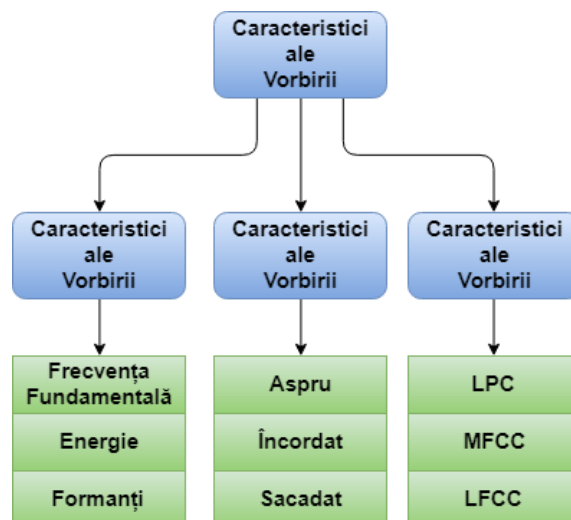 Caracteristici
ale
Vorbirii
Caracteristici
ale
Vorbirii
Caracteristici
ale
Vorbirii
Caracteristici
ale
Vorbirii
Frecvența
Fundamentală
Energie
Formanți
Aspru
Încordat
Sacadat
LPC
MFCC
LFCC